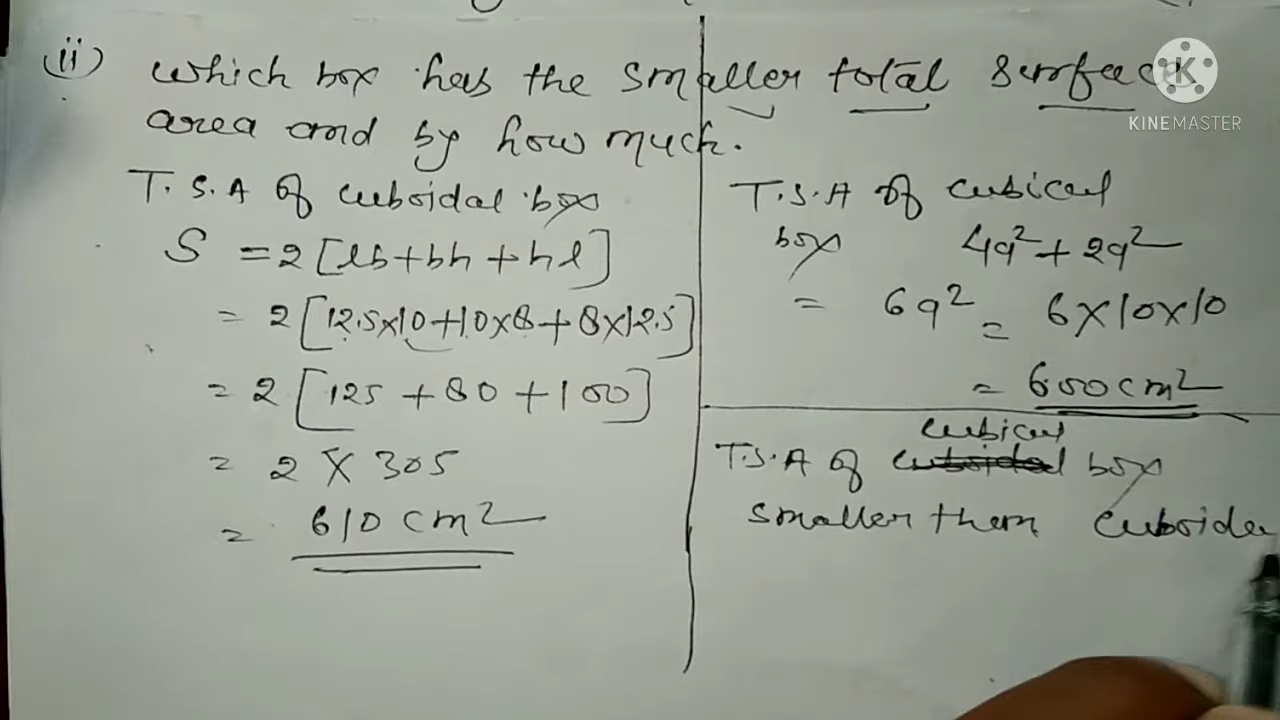 (ii) which box has the smaller total surface
area and by how much.
T.S.A of cuboidal box
S = 2 [lb + bh + hl]
= 2 [12.5×10 + 10×8 + 8×12.5]
= 2 [125 + 80 + 100]
= 2 × 305
= 610 cm²
T.S.A of cubical
box 4a² + 2a²
= 6a² = 6×10×10
= 600 cm²
cubical
T.S.A of cuboidal box
smaller then cuboida
K
KINEMASTER